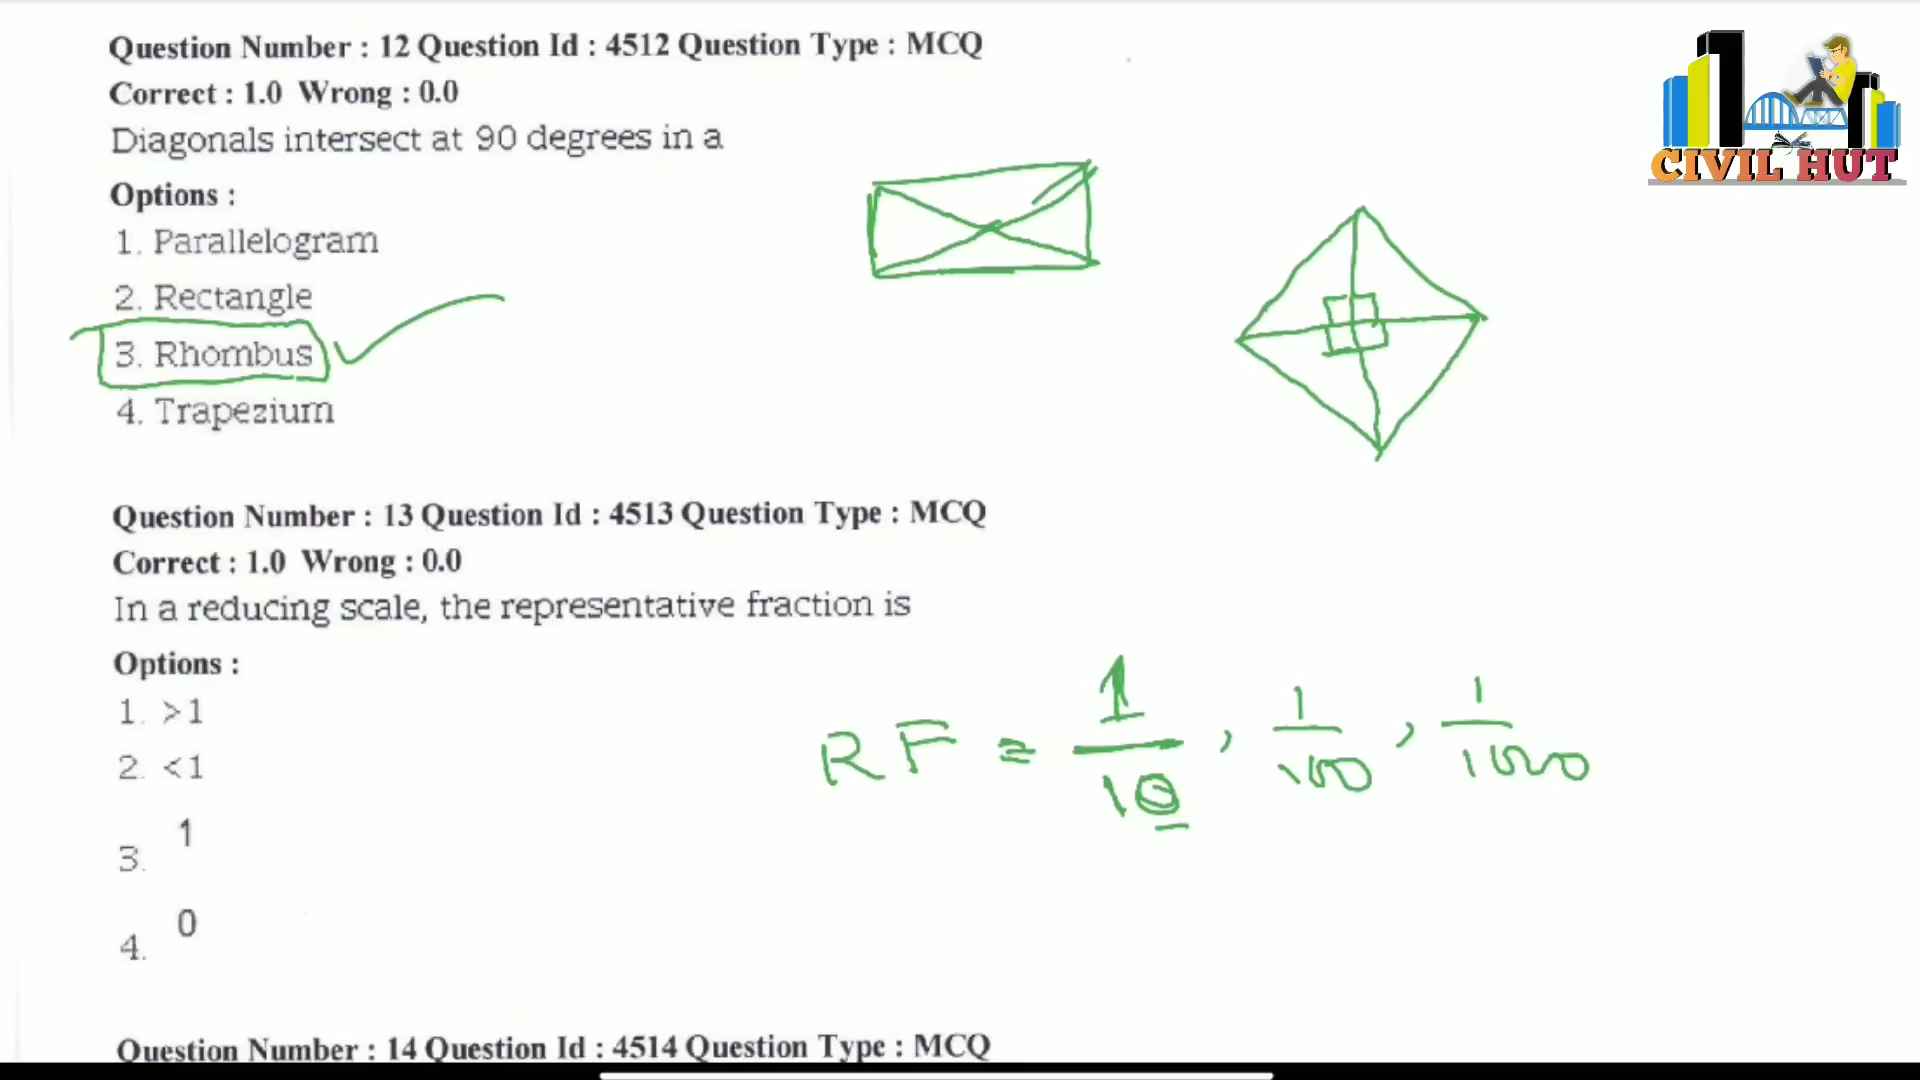 Question Number : 12 Question Id : 4512 Question Type : MCQ
Correct : 1.0 Wrong : 0.0
Diagonals intersect at 90 degrees in a
Options :
1. Parallelogram
2. Rectangle
3. Rhombus
4. Trapezium
CIVIL HUT
Question Number : 13 Question Id : 4513 Question Type : MCQ
Correct : 1.0 Wrong : 0.0
In a reducing scale, the representative fraction is
Options :
1. >1
2. <1
3. 1
4. 0
RF = 1/10, 1/100, 1/1000
Question Number : 14 Question Id : 4514 Question Type : MCQ